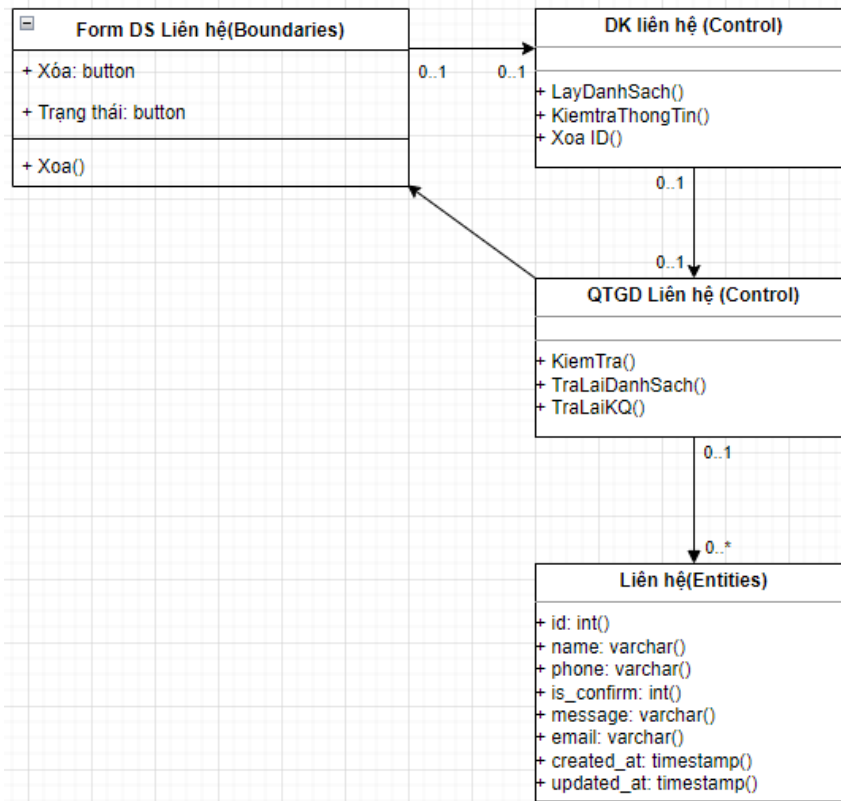 Form DS Liên hệ(Boundaries)
+ Xóa: button
+ Trạng thái: button
+ Xoa()
0..1
0..1
DK liên hệ (Control)
+ LayDanhSach()
+ KiemtraThongTin()
+ Xoa ID()
0..1
0..1
QTGD Liên hệ (Control)
+ KiemTra()
+ TraLaiDanhSach()
+ TraLaiKQ()
0..1
0..*
Liên hệ(Entities)
+ id: int()
+ name: varchar()
+ phone: varchar()
+ is_confirm: int()
+ message: varchar()
+ email: varchar()
+ created_at: timestamp()
+ updated_at: timestamp()